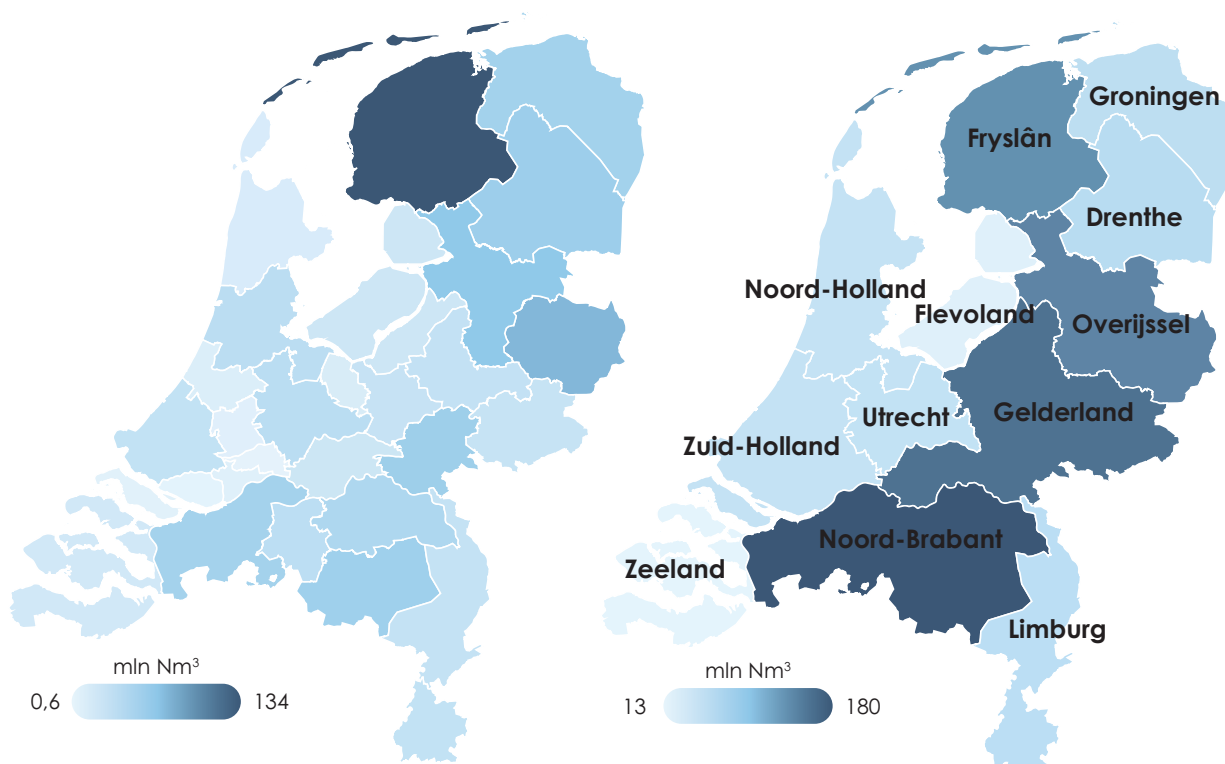 Groningen
Fryslân
Drenthe
Noord-Holland
Flevoland
Overijssel
Gelderland
Utrecht
Zuid-Holland
Noord-Brabant
Zeeland
Limburg
mln Nm³
0,6 134
mln Nm³
13 180